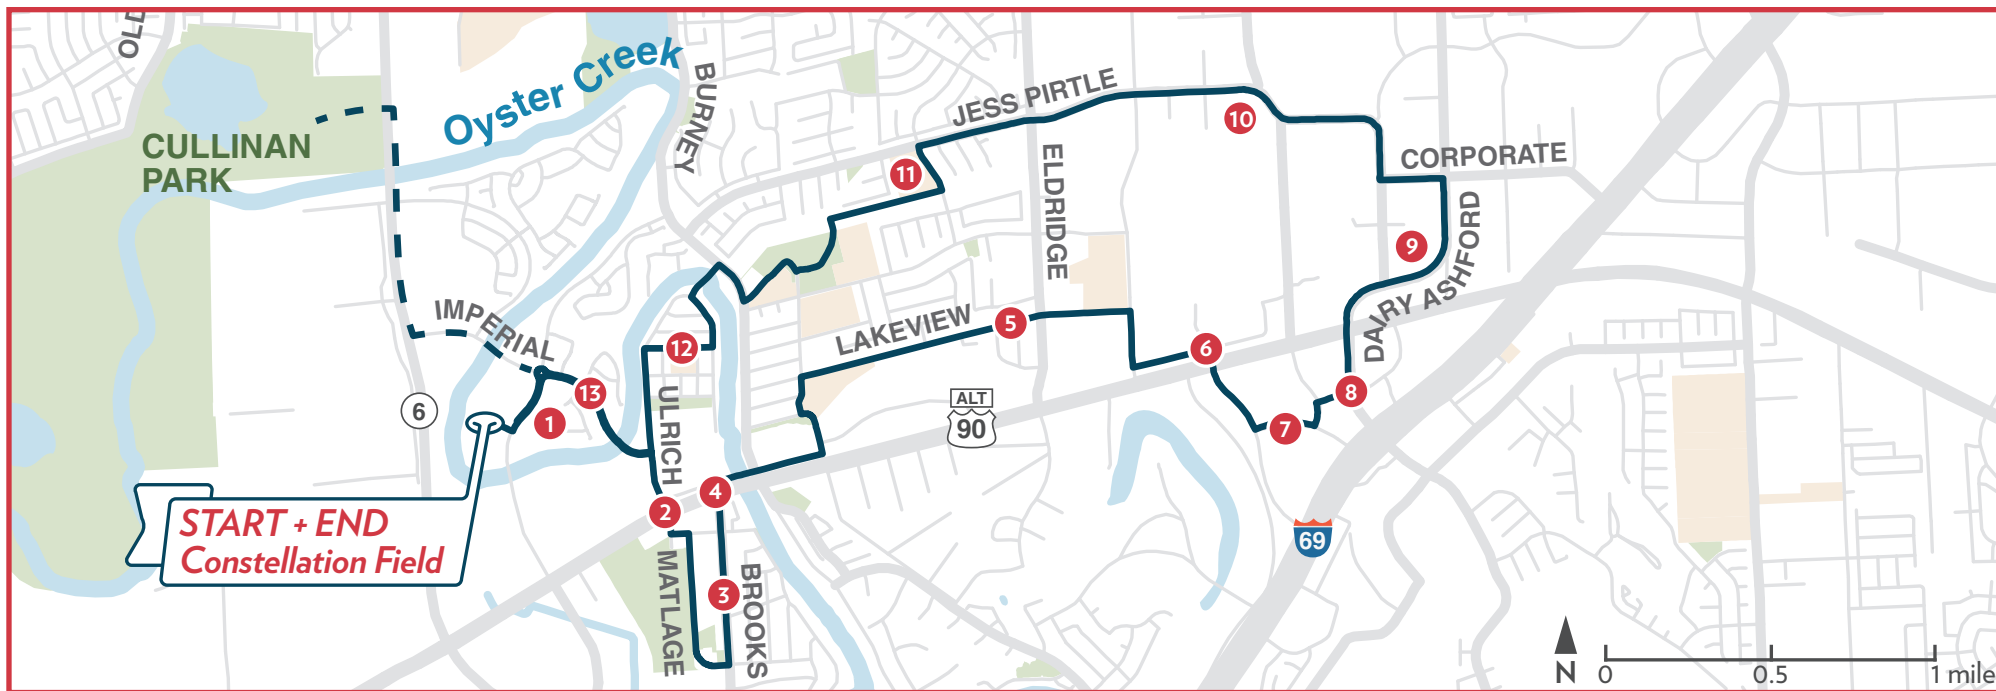 OLD
Oyster Creek
BURNEY
JESS PIRTLE
10
CULLINAN
PARK
CORPORATE
11
ELDRIDGE
DAIRY ASHFORD
9
IMPERIAL
LAKEVIEW
5
12
6
13
ULRICH
8
6
1
ALT
90
7
4
2
START + END
Constellation Field
69
MATLAGE
3
BROOKS
N
0
0.5
1 mile